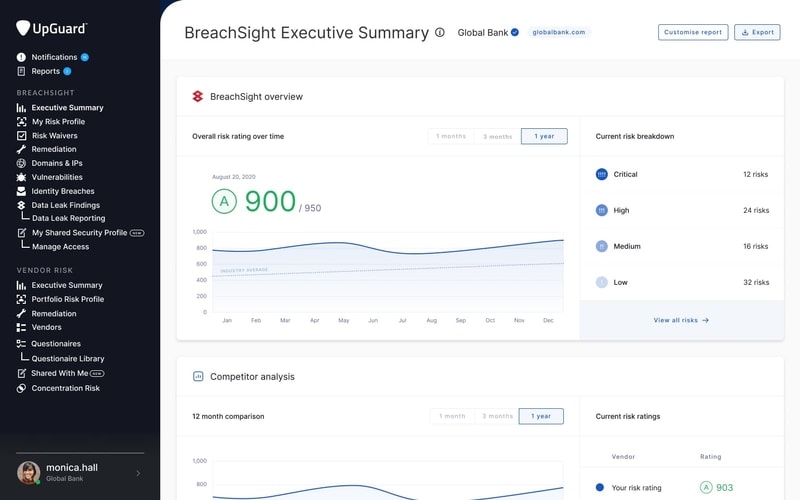 UpGuard
Notifications
Reports
BREACHSIGHT
Executive Summary
My Risk Profile
Risk Waivers
Remediation
Domains & IPs
Vulnerabilities
Identity Breaches
Data Leak Findings
Data Leak Reporting
My Shared Security Profile NEW
Manage Access
VENDOR RISK
Executive Summary
Portfolio Risk Profile
Remediation
Vendors
Questionaires
Questionaire Library
Shared With Me NEW
Concentration Risk
monica.hall
Global Bank
BreachSight Executive Summary
Global Bank
globalbank.com
Customise report
Export
BreachSight overview
Overall risk rating over time
1 months
3 months
1 year
August 20, 2020
A 900 / 950
1,000
800
600
400
200
0
INDUSTRY AVERAGE
Jan Feb Mar Apr May Jun Jul Aug Sep Oct Nov Dec
Current risk breakdown
Critical 12 risks
High 24 risks
Medium 16 risks
Low 32 risks
View all risks →
Competitor analysis
12 month comparison
1 month
3 months
1 year
1,000
800
Current risk ratings
Vendor Rating
Your risk rating A 903